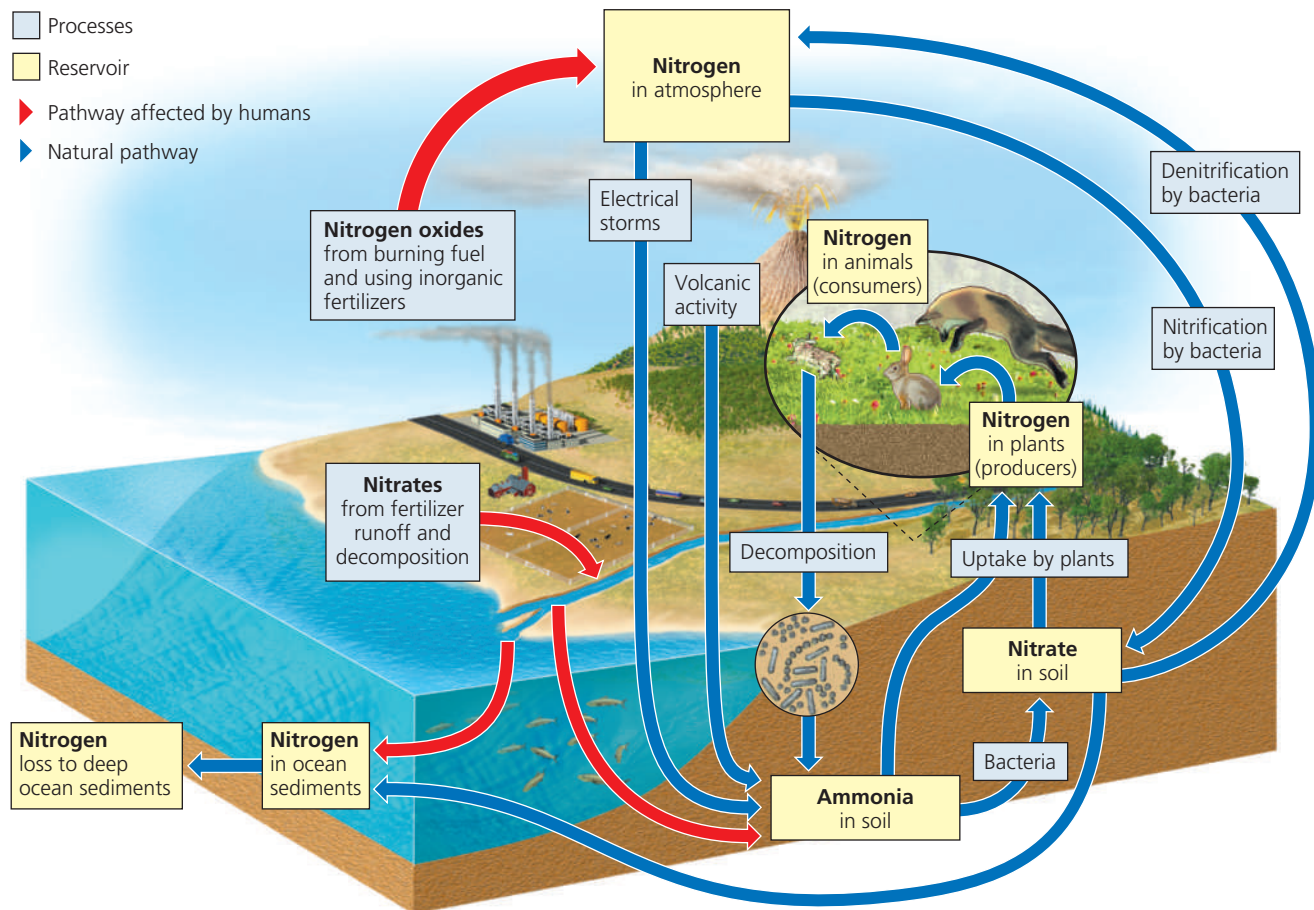 Processes
Reservoir
Pathway affected by humans
Natural pathway
Nitrogen
in atmosphere
Denitrification
by bacteria
Electrical
storms
Nitrogen oxides
from burning fuel
and using inorganic
fertilizers
Nitrogen
in animals
(consumers)
Volcanic
activity
Nitrification
by bacteria
Nitrogen
in plants
(producers)
Nitrates
from fertilizer
runoff and
decomposition
Decomposition
Uptake by plants
Nitrate
in soil
Nitrogen
loss to deep
ocean sediments
Nitrogen
in ocean
sediments
Bacteria
Ammonia
in soil